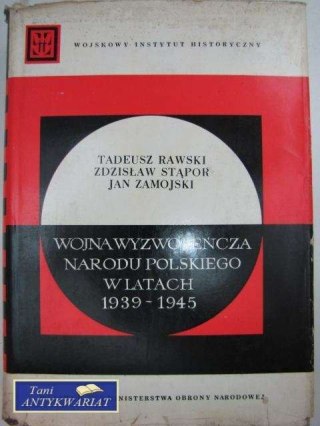 WOJSKOWY INSTYTUT HISTORYCZNY
TADEUSZ RAWSKI
ZDZISŁAW STĄPOR
JAN ZAMOJSKI
WOJNA WYZWOLEŃCZA
NARODU POLSKIEGO
W LATACH
1939-1945
MINISTERSTWA OBRONY NARODOWEJ
Tani
ANTYKWARIAT